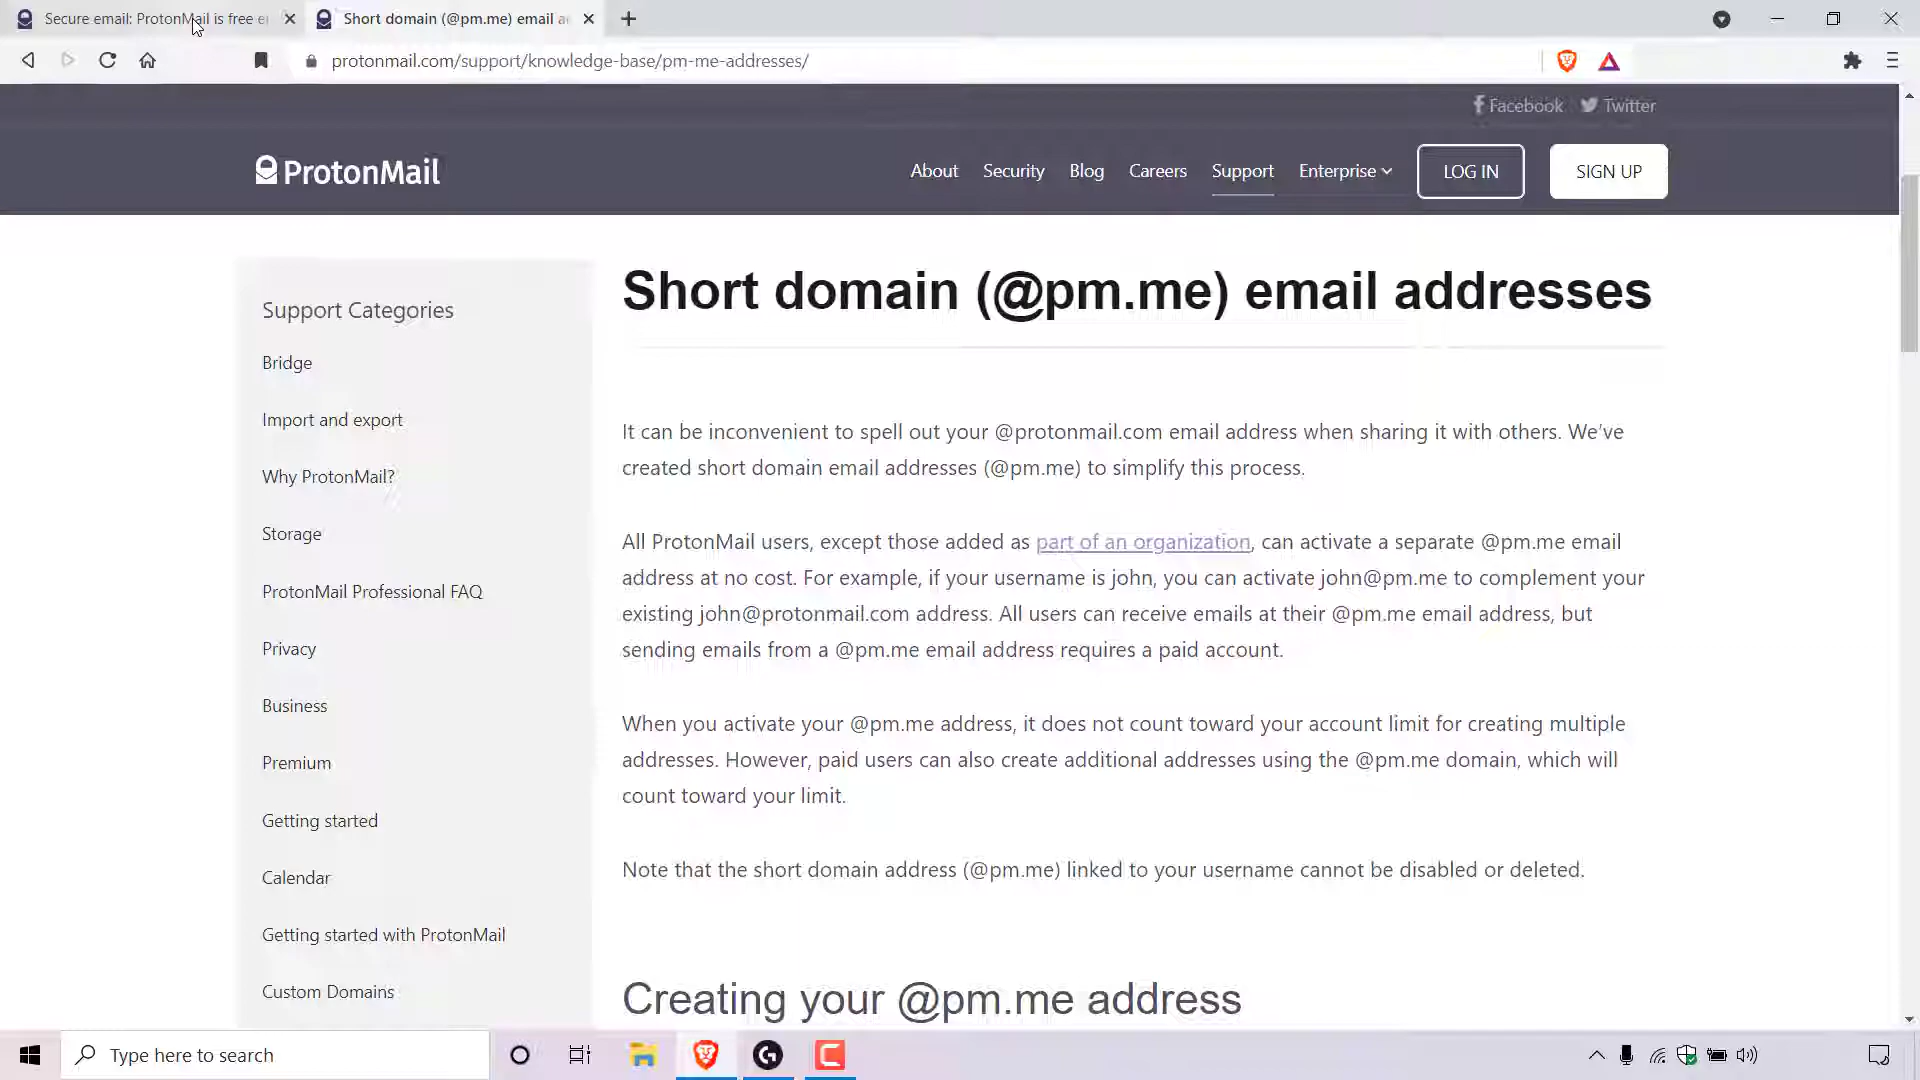 Secure email: ProtonMail is free e
Short domain (@pm.me) email a
protonmail.com/support/knowledge-base/pm-me-addresses/
Facebook Twitter
ProtonMail
About Security Blog Careers Support Enterprise LOG IN SIGN UP
Short domain (@pm.me) email addresses
Support Categories
Bridge
Import and export
Why ProtonMail?
Storage
ProtonMail Professional FAQ
Privacy
Business
Premium
Getting started
Calendar
Getting started with ProtonMail
Custom Domains
It can be inconvenient to spell out your @protonmail.com email address when sharing it with others. We’ve
created short domain email addresses (@pm.me) to simplify this process.
All ProtonMail users, except those added as part of an organization, can activate a separate @pm.me email
address at no cost. For example, if your username is john, you can activate john@pm.me to complement your
existing john@protonmail.com address. All users can receive emails at their @pm.me email address, but
sending emails from a @pm.me email address requires a paid account.
When you activate your @pm.me address, it does not count toward your account limit for creating multiple
addresses. However, paid users can also create additional addresses using the @pm.me domain, which will
count toward your limit.
Note that the short domain address (@pm.me) linked to your username cannot be disabled or deleted.
Creating your @pm.me address
Type here to search